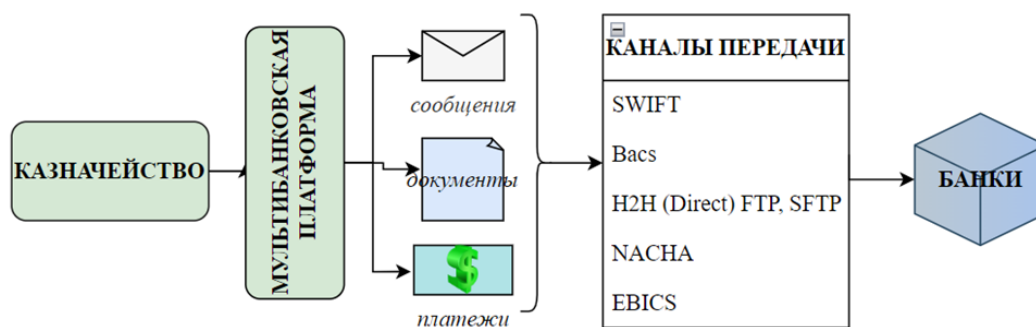 КАЗНАЧЕЙСТВО
МУЛЬТИБАНКОВСКАЯ
ПЛАТФОРМА
сообщения
документы
$
платежи
КАНАЛЫ ПЕРЕДАЧИ
SWIFT
Bacs
H2H (Direct) FTP, SFTP
NACHA
EBICS
БАНКИ